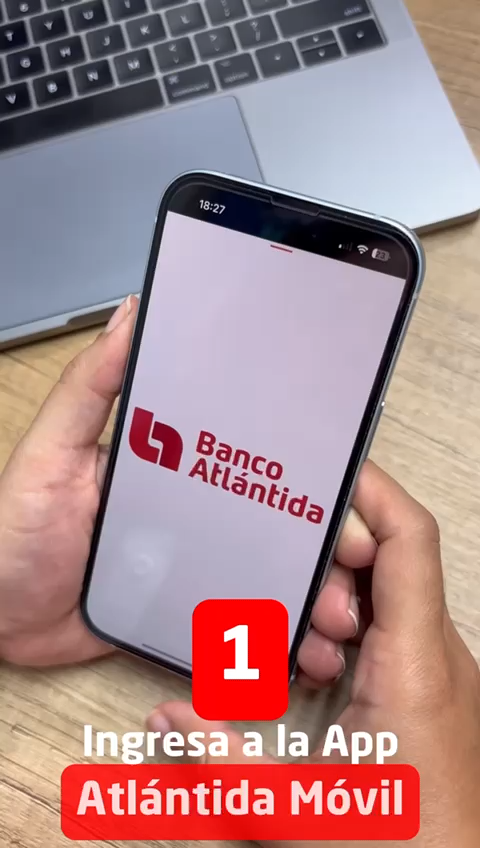 18:27
Banco
Atlántida
1
Ingresa a la App
Atlántida Móvil